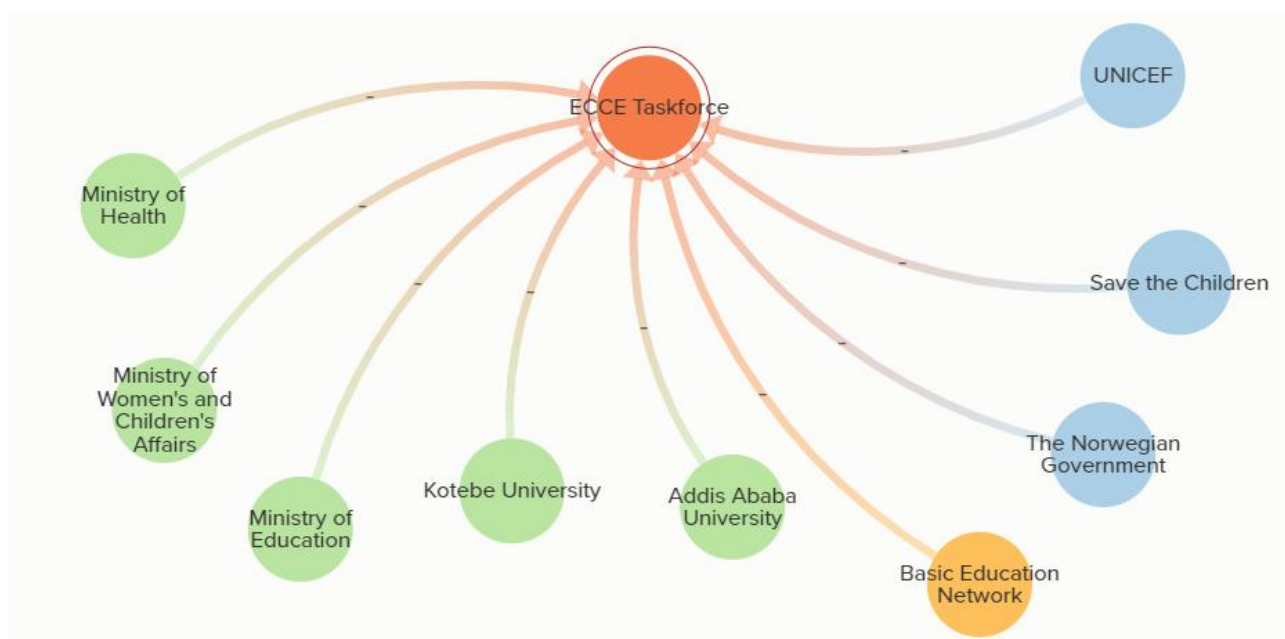 ECCE Taskforce
UNICEF
Ministry of
Health
Save the Children
Ministry of
Women's and
Children's
Affairs
The Norwegian
Government
Kotebe University
Addis Ababa
University
Ministry of
Education
Basic Education
Network